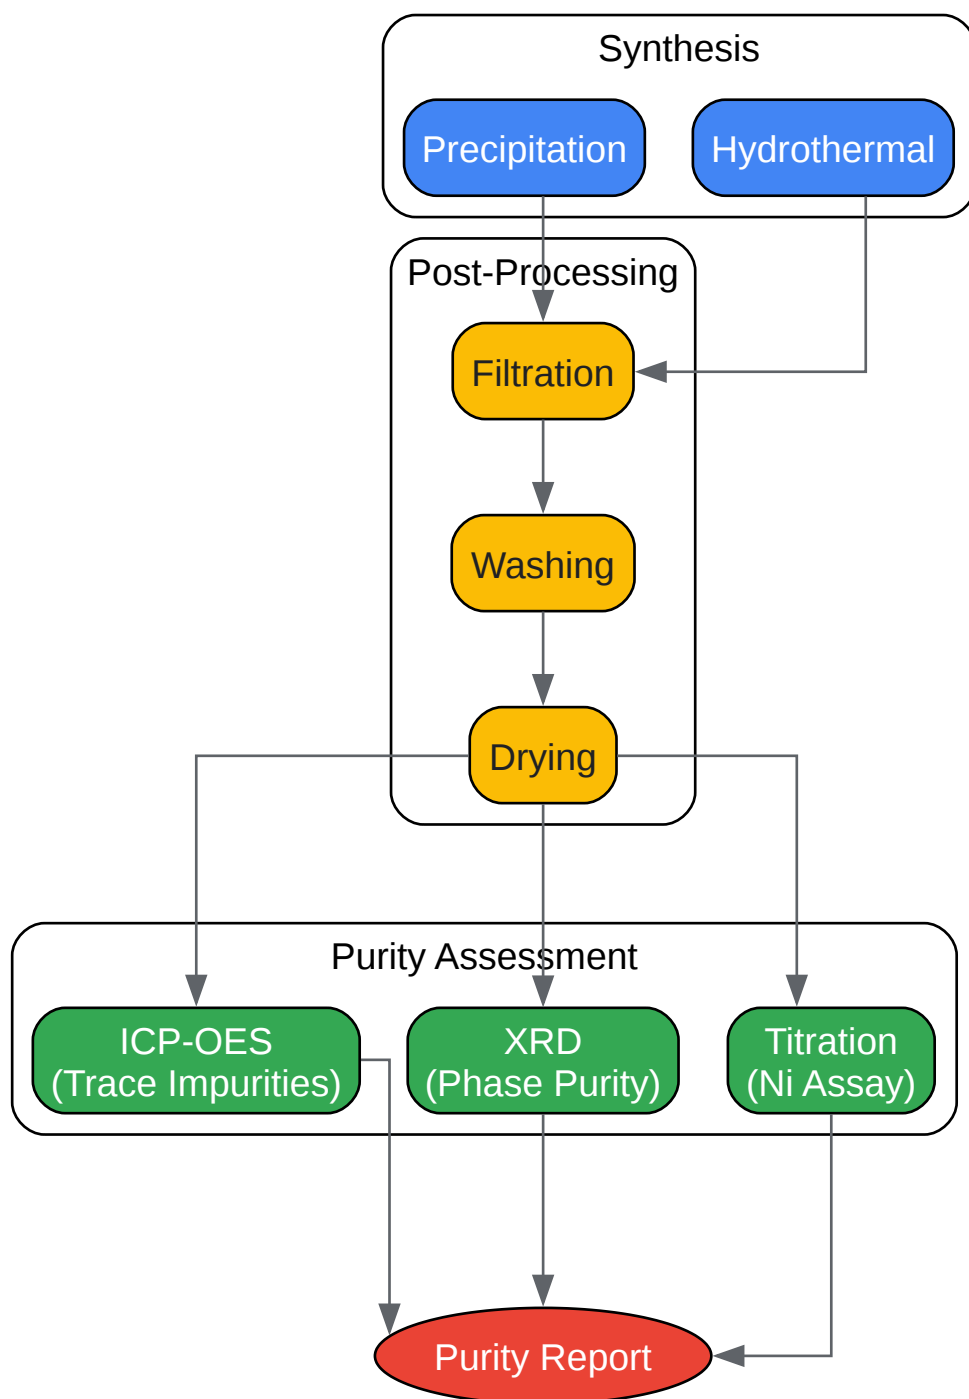 Synthesis
Precipitation
Hydrothermal
Post-Processing
Filtration
Washing
Drying
Purity Assessment
ICP-OES
(Trace Impurities)
XRD
(Phase Purity)
Titration
(Ni Assay)
Purity Report